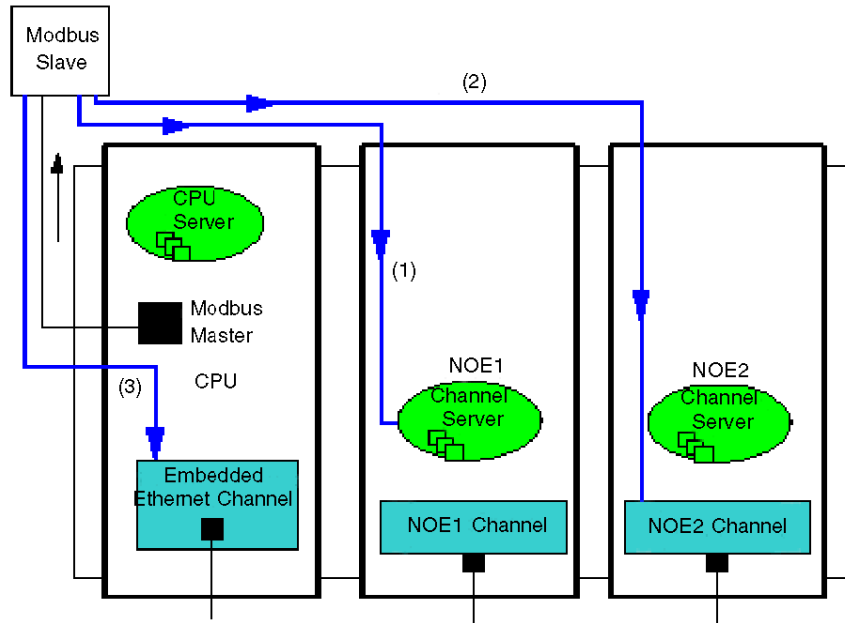 Modbus
Slave
(2)
CPU
Server
(1)
Modbus
Master
(3)
CPU
NOE1
Channel
Server
NOE2
Channel
Server
Embedded
Ethernet Channel
NOE1 Channel
NOE2 Channel